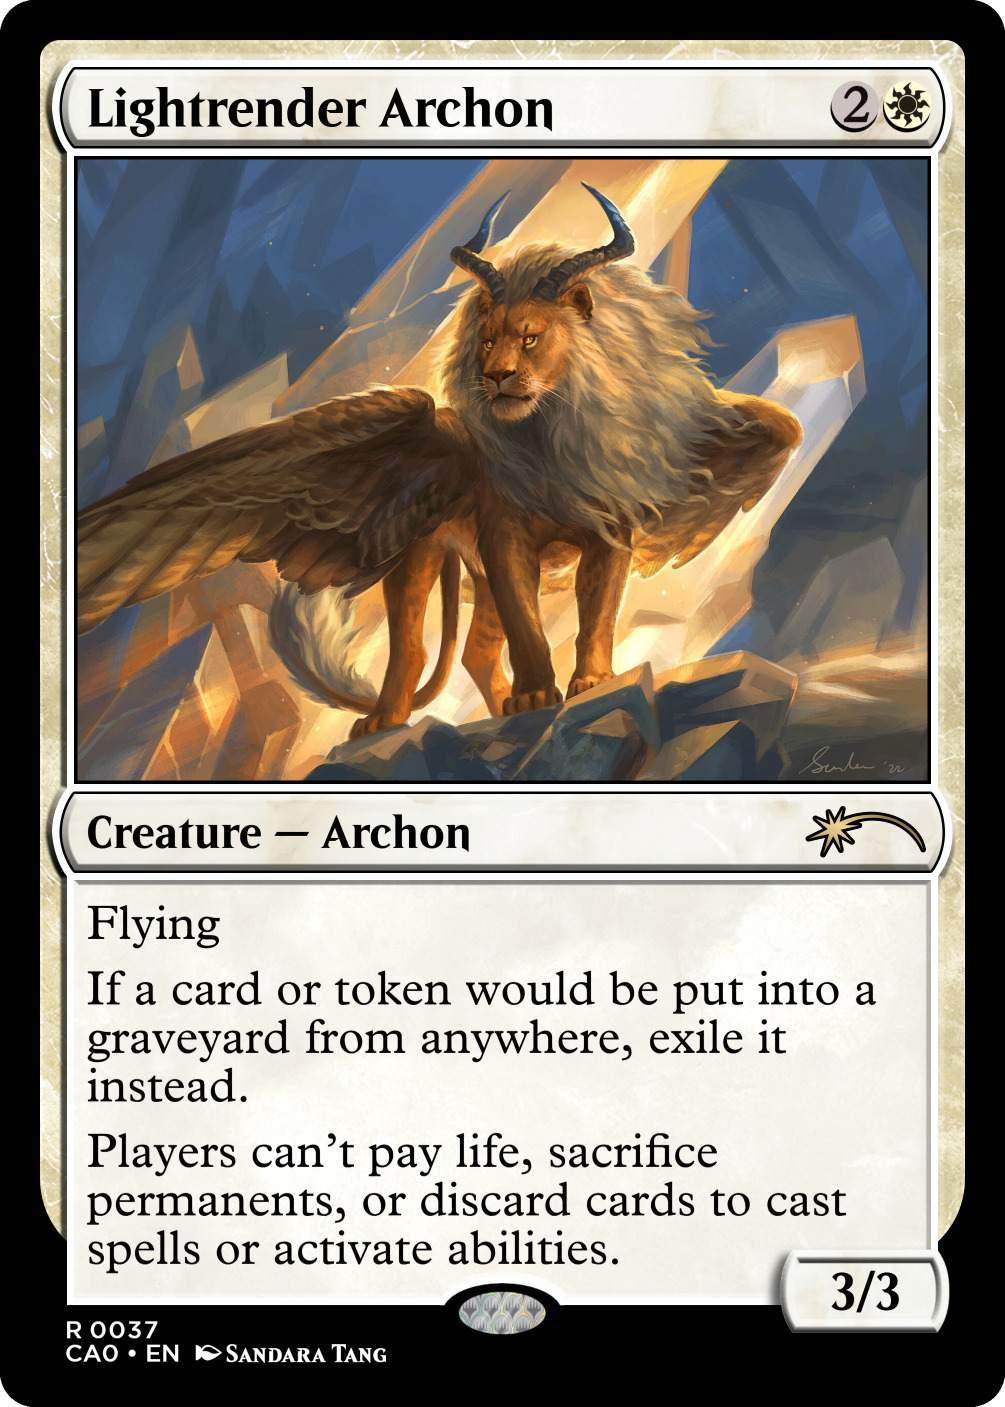 Lightrender Archon 2
Creature — Archon
Flying
If a card or token would be put into a
graveyard from anywhere, exile it
instead.
Players can't pay life, sacrifice
permanents, or discard cards to cast
spells or activate abilities.
3/3
R 0037
CAO • EN SANDARA TANG